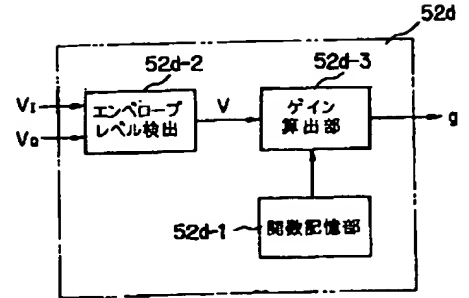 52d
52d-2
52d-3
VI
VQ
エンベロープ
レベル検出
V
ゲイン
算出部
g
52d-1
関数記憶部